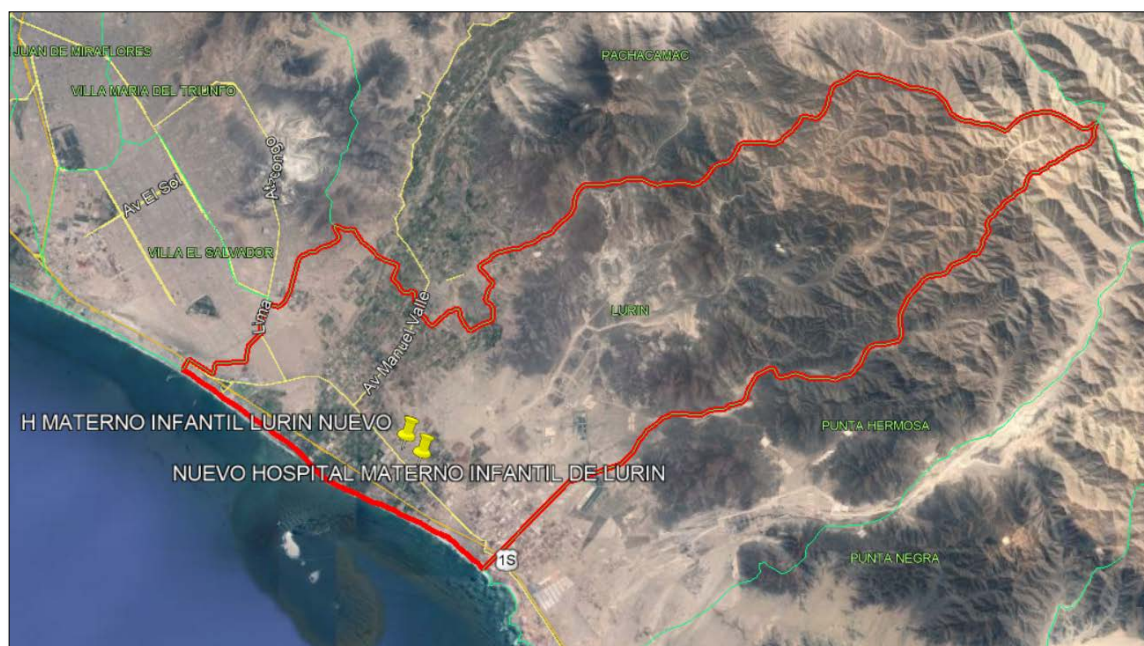 JUAN DE MIRAFLORES
PACHACAMAC
VILLA MARIA DEL TRIUNFO
Av El Sol
VILLA EL SALVADOR
Lima
Av Manuel Valle
LURIN
H MATERNO INFANTIL LURIN NUEVO
PUNTA HERMOSA
NUEVO HOSPITAL MATERNO INFANTIL DE LURIN
1S
PUNTA NEGRA